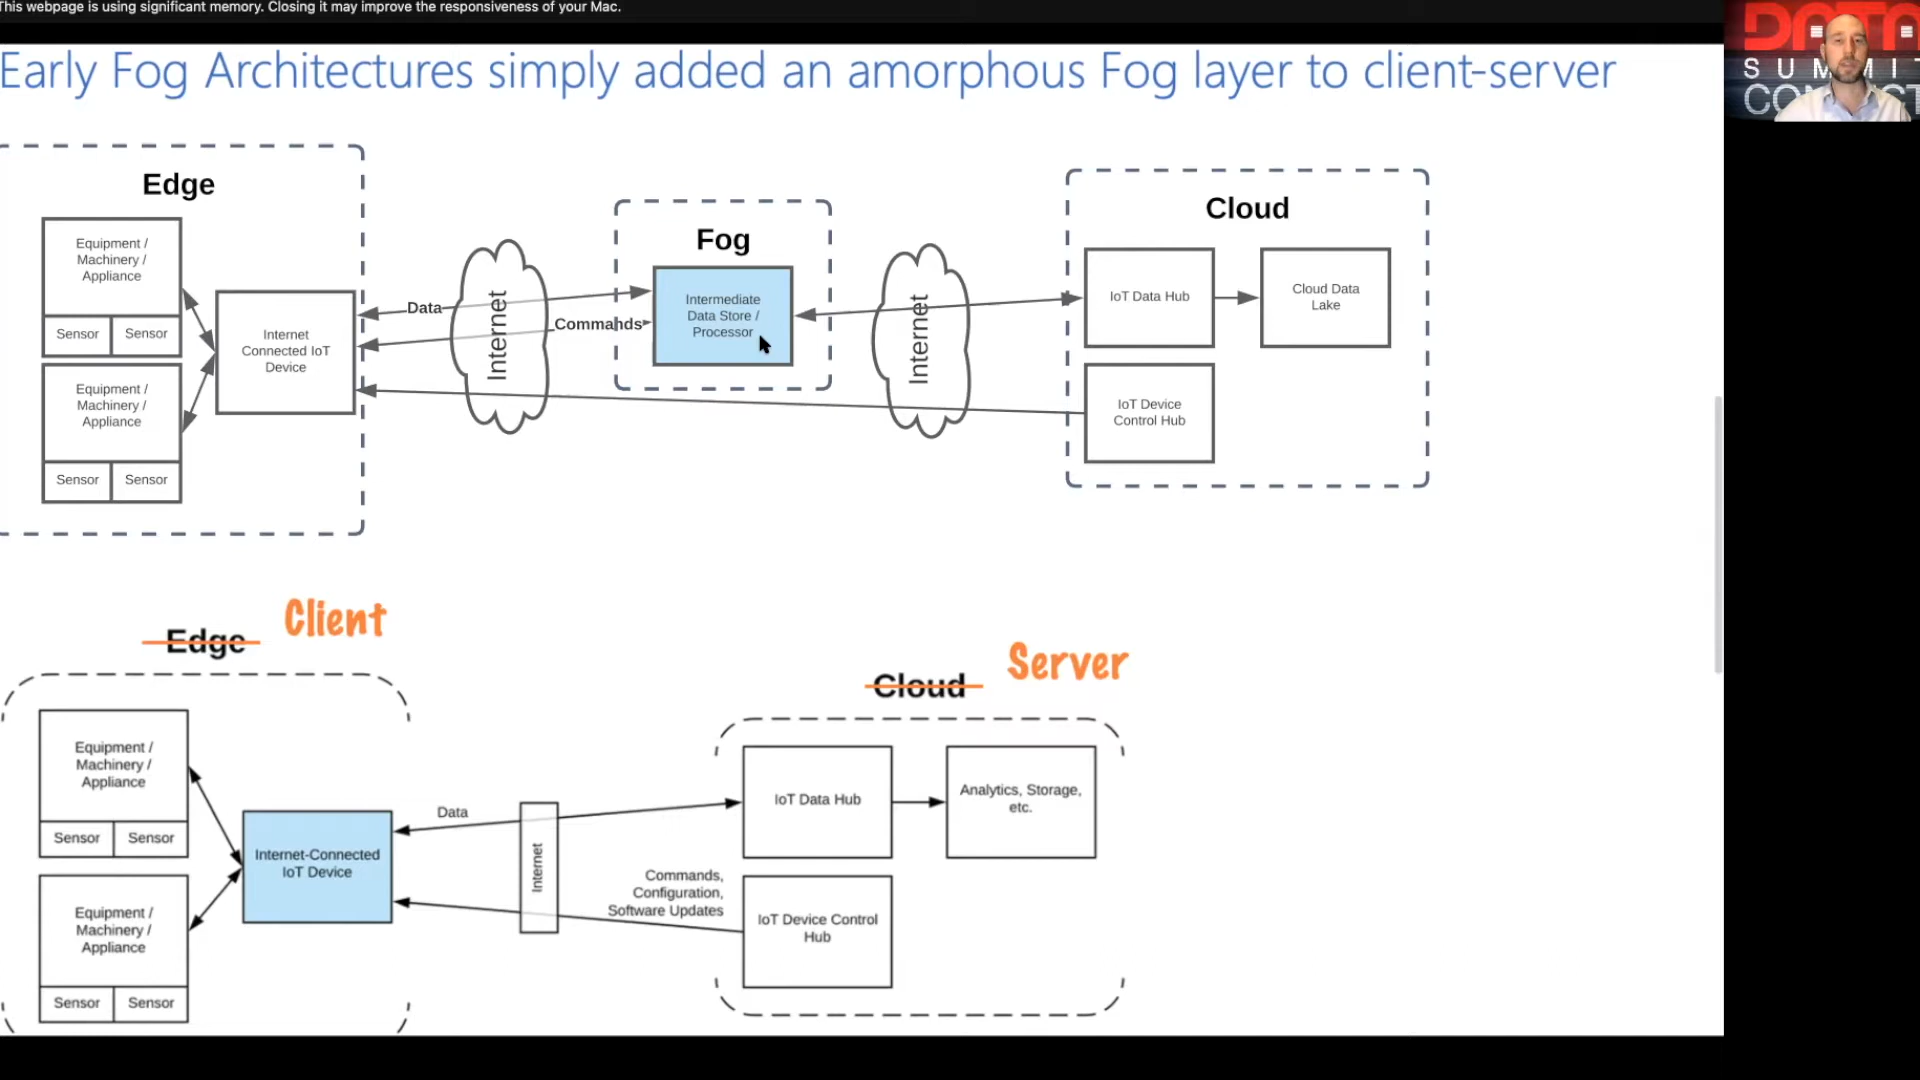 This webpage is using significant memory. Closing it may improve the responsiveness of your Mac.
Early Fog Architectures simply added an amorphous Fog layer to client-server
Edge
Equipment /
Machinery /
Appliance
Sensor Sensor
Equipment /
Machinery /
Appliance
Sensor Sensor
Internet
Connected IoT
Device
Data
Commands
Internet
Fog
Intermediate
Data Store /
Processor
Internet
Cloud
IoT Data Hub
Cloud Data
Lake
IoT Device
Control Hub
Edge Client
Equipment /
Machinery /
Appliance
Sensor Sensor
Equipment /
Machinery /
Appliance
Sensor Sensor
Internet-Connected
IoT Device
Data
Internet
Commands,
Configuration,
Software Updates
Cloud Server
IoT Data Hub
Analytics, Storage,
etc.
IoT Device Control
Hub
DATA
SUMMIT